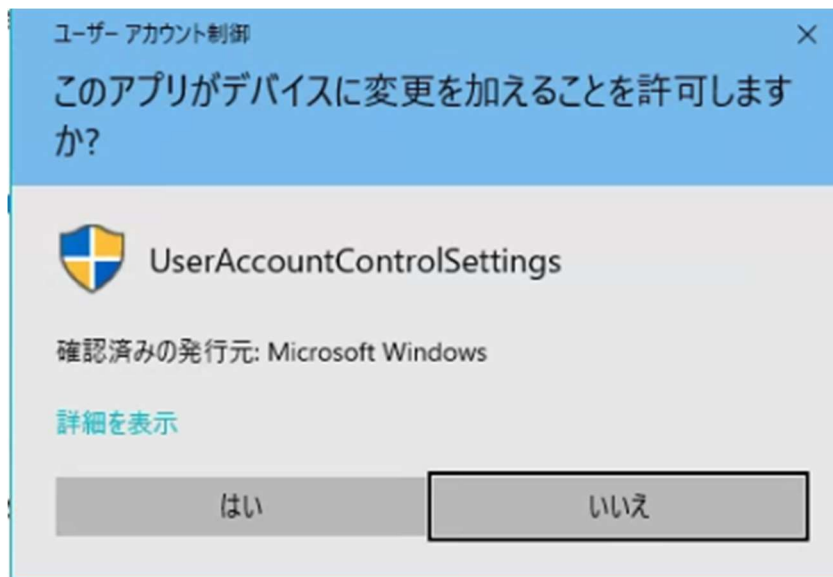 ユーザー アカウント制御
このアプリがデバイスに変更を加えることを許可します
か?
UserAccountControlSettings
確認済みの発行元: Microsoft Windows
詳細を表示
はい
いいえ